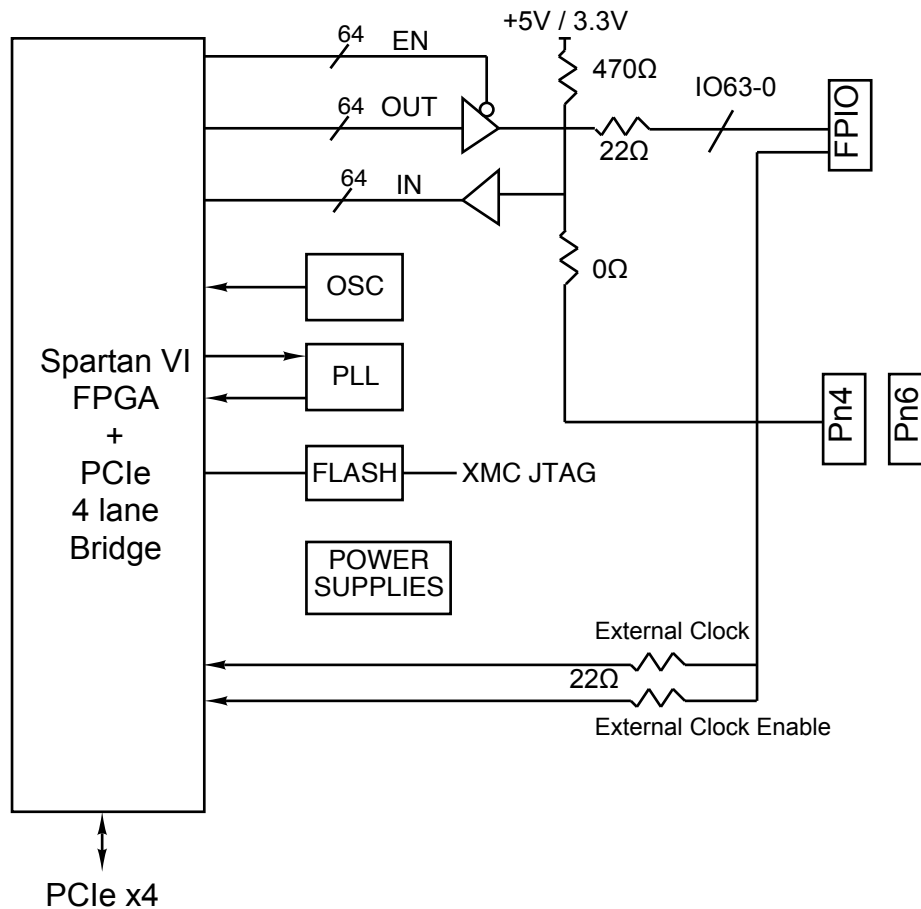 +5V / 3.3V
64
EN
470Ω
IO63-0
64
OUT
22Ω
FPIO
64
IN
0Ω
OSC
Spartan VI
FPGA
+
PCIe
4 lane
Bridge
PLL
Pn4
Pn6
FLASH
XMC JTAG
POWER
SUPPLIES
External Clock
22Ω
External Clock Enable
PCIe x4